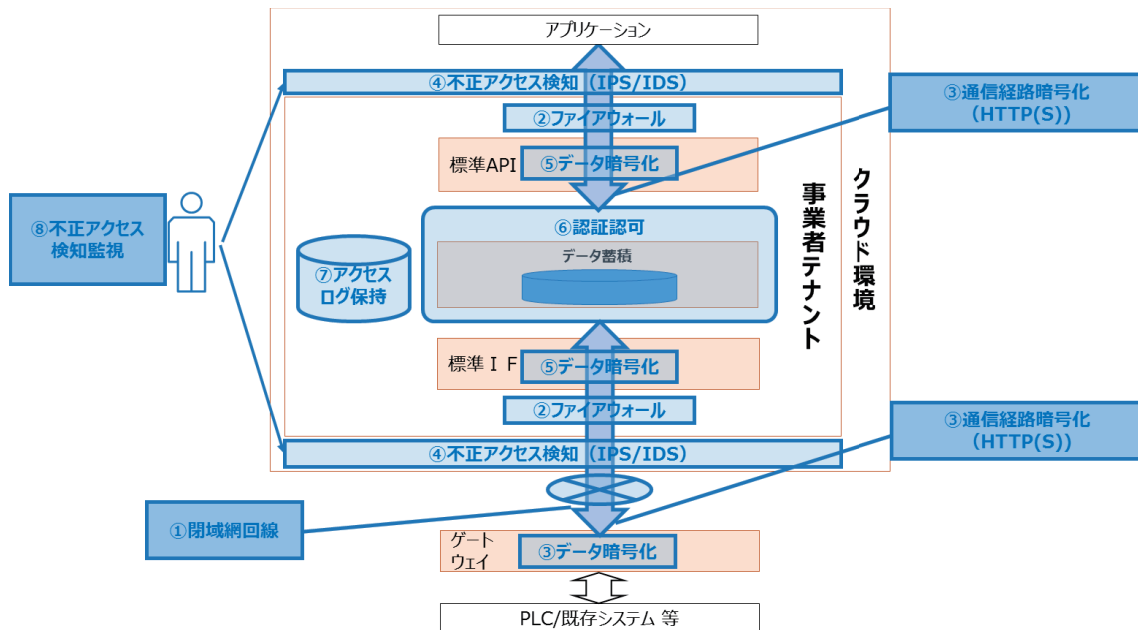 アプリケーション
④不正アクセス検知（IPS/IDS）
③通信経路暗号化
（HTTP(S)）
②ファイアウォール
標準API
⑤データ暗号化
クラウド環境
事業者テナント
⑧不正アクセス
検知監視
⑥認証認可
データ蓄積
⑦アクセス
ログ保持
標準ＩＦ
⑤データ暗号化
②ファイアウォール
③通信経路暗号化
（HTTP(S)）
④不正アクセス検知（IPS/IDS）
①閉域網回線
ゲート
ウェイ
③データ暗号化
PLC/既存システム 等